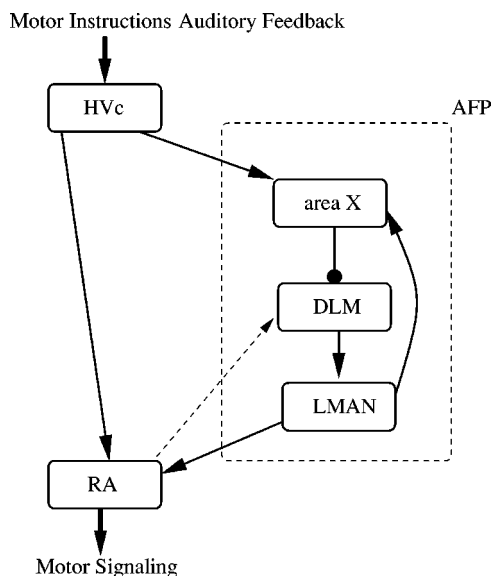 Motor Instructions Auditory Feedback
HVc
AFP
area X
DLM
LMAN
RA
Motor Signaling